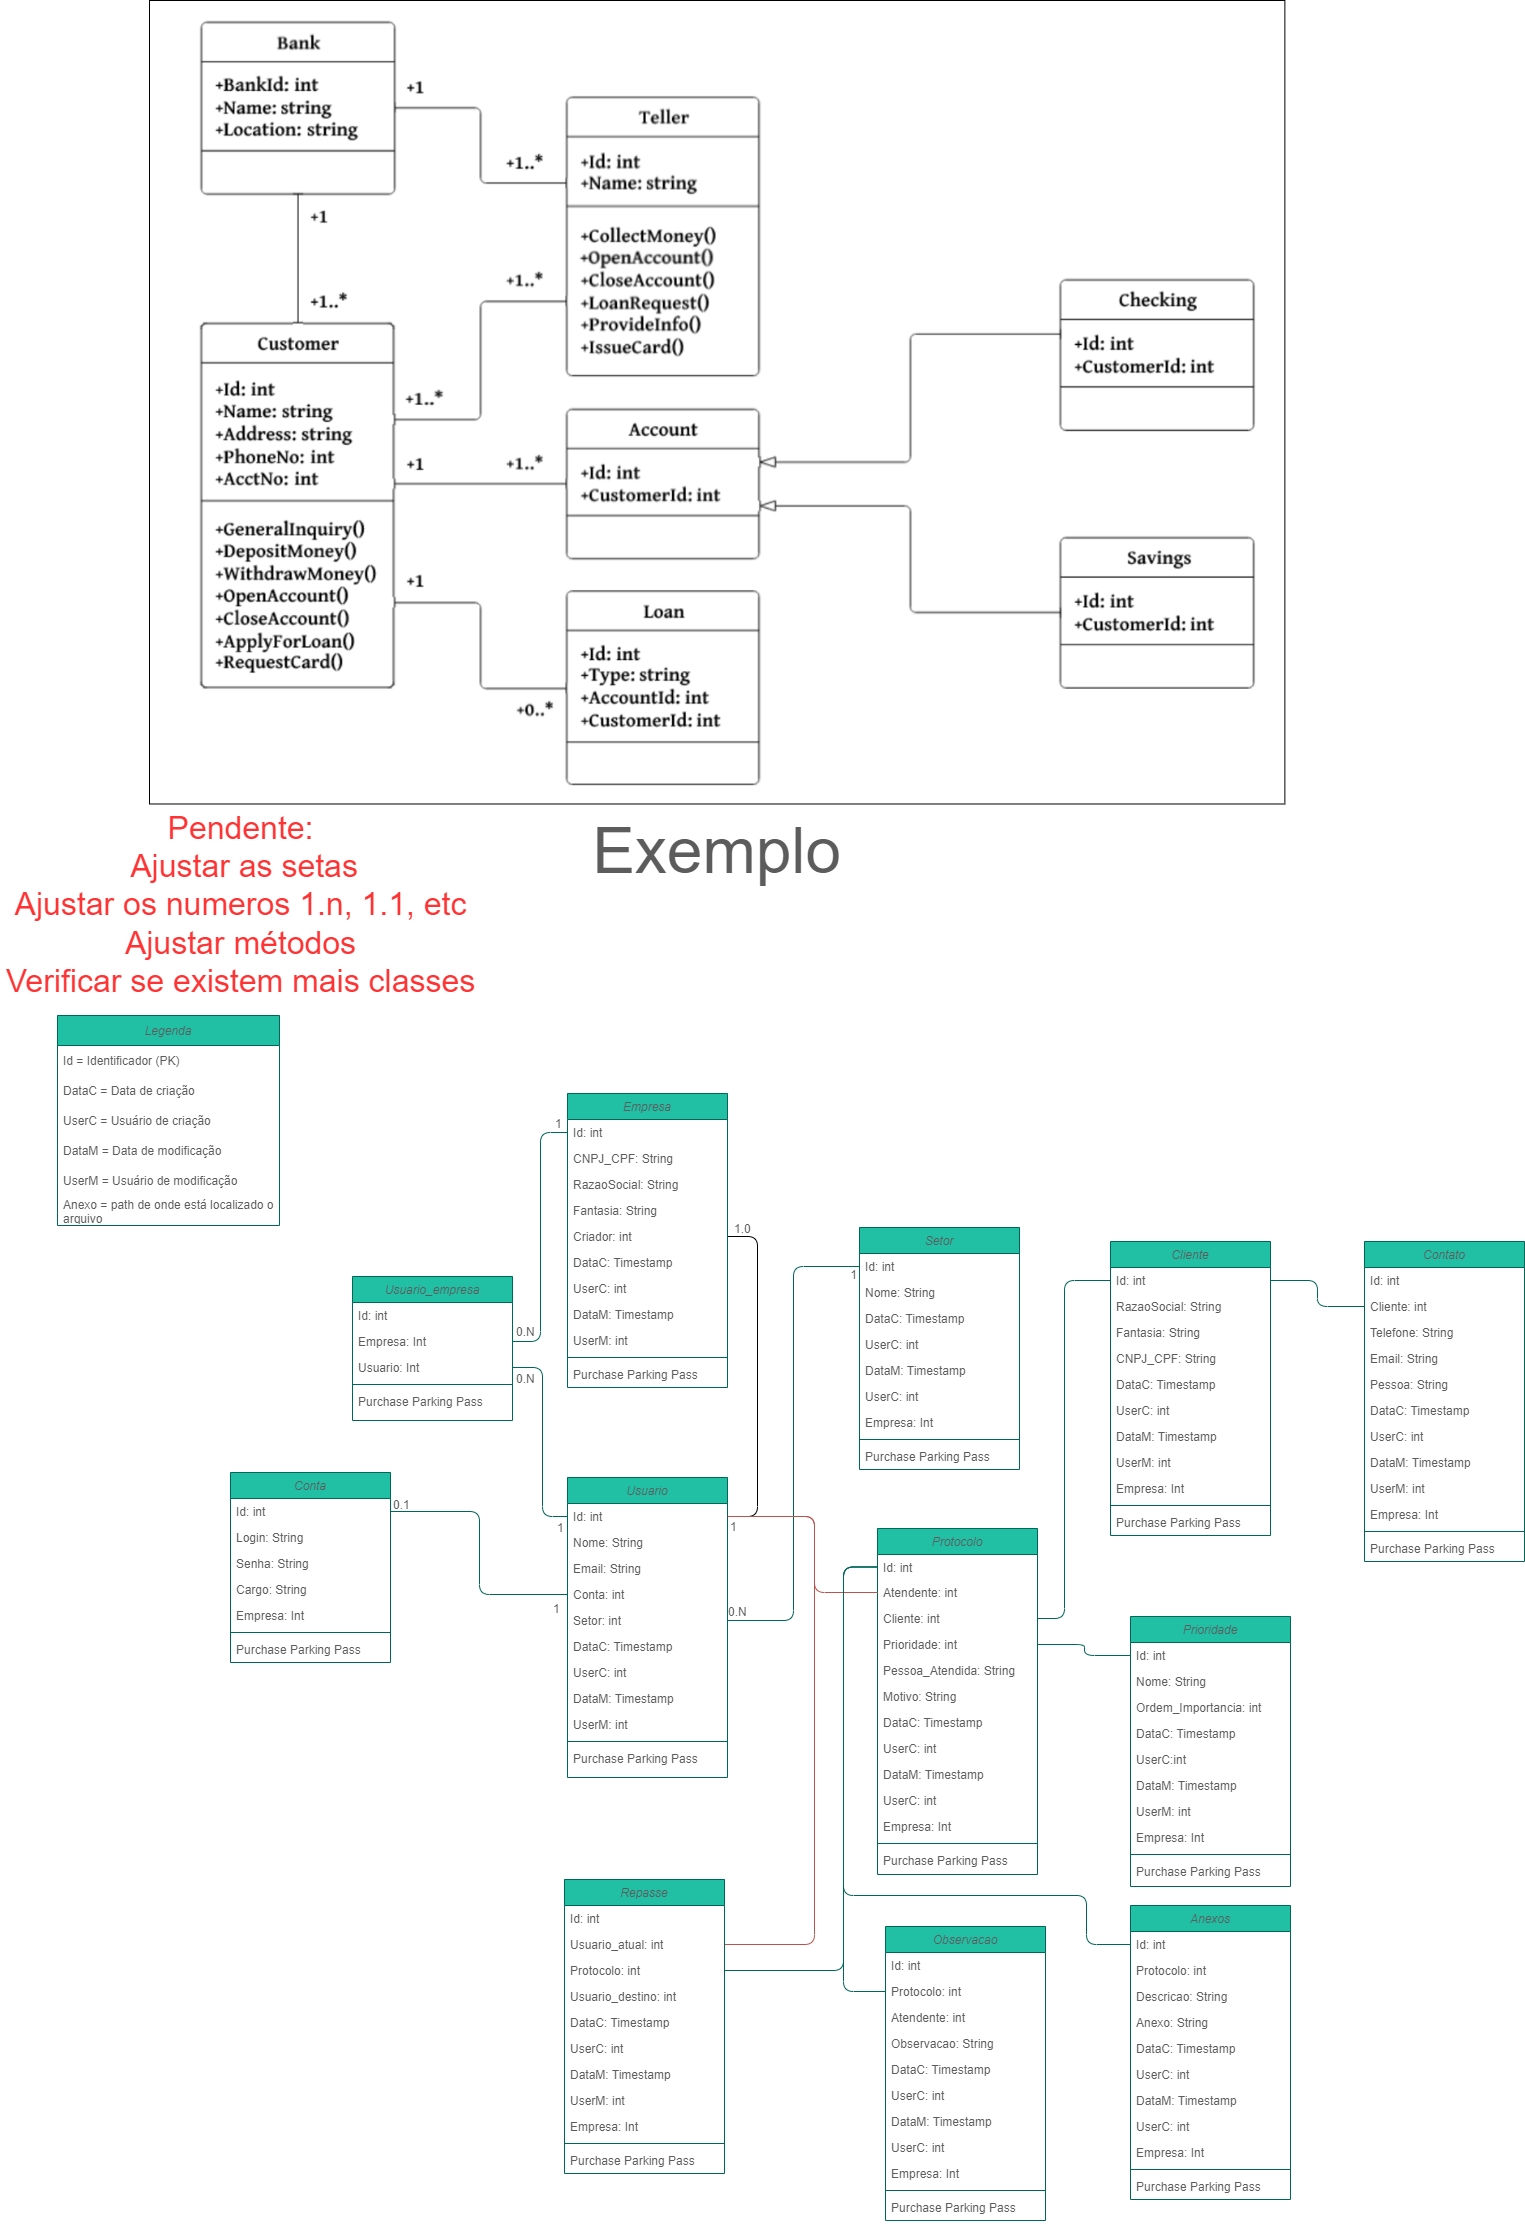 Bank
+BankId: int
+Name: string
+Location: string
+1
+1..*
+1
+1..*
Teller
+Id: int
+Name: string
+CollectMoney()
+OpenAccount()
+CloseAccount()
+LoanRequest()
+ProvideInfo()
+IssueCard()
+1..*
+1..*
Customer
+Id: int
+Name: string
+Address: string
+PhoneNo: int
+AcctNo: int
+GeneralInquiry()
+DepositMoney()
+WithdrawMoney()
+OpenAccount()
+CloseAccount()
+ApplyForLoan()
+RequestCard()
+1
+1..*
Account
+Id: int
+CustomerId: int
+1
+0..*
Loan
+Id: int
+Type: string
+AccountId: int
+CustomerId: int
Checking
+Id: int
+CustomerId: int
Savings
+Id: int
+CustomerId: int
Exemplo
Pendente:
Ajustar as setas
Ajustar os numeros 1.n, 1.1, etc
Ajustar métodos
Verificar se existem mais classes
Legenda
Id = Identificador (PK)
DataC = Data de criação
UserC = Usuário de criação
DataM = Data de modificação
UserM = Usuário de modificação
Anexo = path de onde está localizado o
arquivo
Empresa
Id: int
CNPJ_CPF: String
RazaoSocial: String
Fantasia: String
Criador: int
DataC: Timestamp
UserC: int
DataM: Timestamp
UserM: int
Purchase Parking Pass
1
1.0
Usuario_empresa
Id: int
Empresa: Int
Usuario: Int
Purchase Parking Pass
0.N
0.N
Conta
Id: int
Login: String
Senha: String
Cargo: String
Empresa: Int
Purchase Parking Pass
0.1
Usuario
Id: int
Nome: String
Email: String
Conta: int
Setor: int
DataC: Timestamp
UserC: int
DataM: Timestamp
UserM: int
Purchase Parking Pass
1
1
1
0.N
Setor
Id: int
Nome: String
DataC: Timestamp
UserC: int
DataM: Timestamp
UserC: int
Empresa: Int
Purchase Parking Pass
1
Cliente
Id: int
RazaoSocial: String
Fantasia: String
CNPJ_CPF: String
DataC: Timestamp
UserC: int
DataM: Timestamp
UserM: int
Empresa: Int
Purchase Parking Pass
Contato
Id: int
Cliente: int
Telefone: String
Email: String
Pessoa: String
DataC: Timestamp
UserC: int
DataM: Timestamp
UserM: int
Empresa: Int
Purchase Parking Pass
Protocolo
Id: int
Atendente: int
Cliente: int
Prioridade: int
Pessoa_Atendida: String
Motivo: String
DataC: Timestamp
UserC: int
DataM: Timestamp
UserC: int
Empresa: Int
Purchase Parking Pass
Prioridade
Id: int
Nome: String
Ordem_Importancia: int
DataC: Timestamp
UserC:int
DataM: Timestamp
UserM: int
Empresa: Int
Purchase Parking Pass
Repasse
Id: int
Usuario_atual: int
Protocolo: int
Usuario_destino: int
DataC: Timestamp
UserC: int
DataM: Timestamp
UserM: int
Empresa: Int
Purchase Parking Pass
Observacao
Id: int
Protocolo: int
Atendente: int
Observacao: String
DataC: Timestamp
UserC: int
DataM: Timestamp
UserC: int
Empresa: Int
Purchase Parking Pass
Anexos
Id: int
Protocolo: int
Descricao: String
Anexo: String
DataC: Timestamp
UserC: int
DataM: Timestamp
UserC: int
Empresa: Int
Purchase Parking Pass